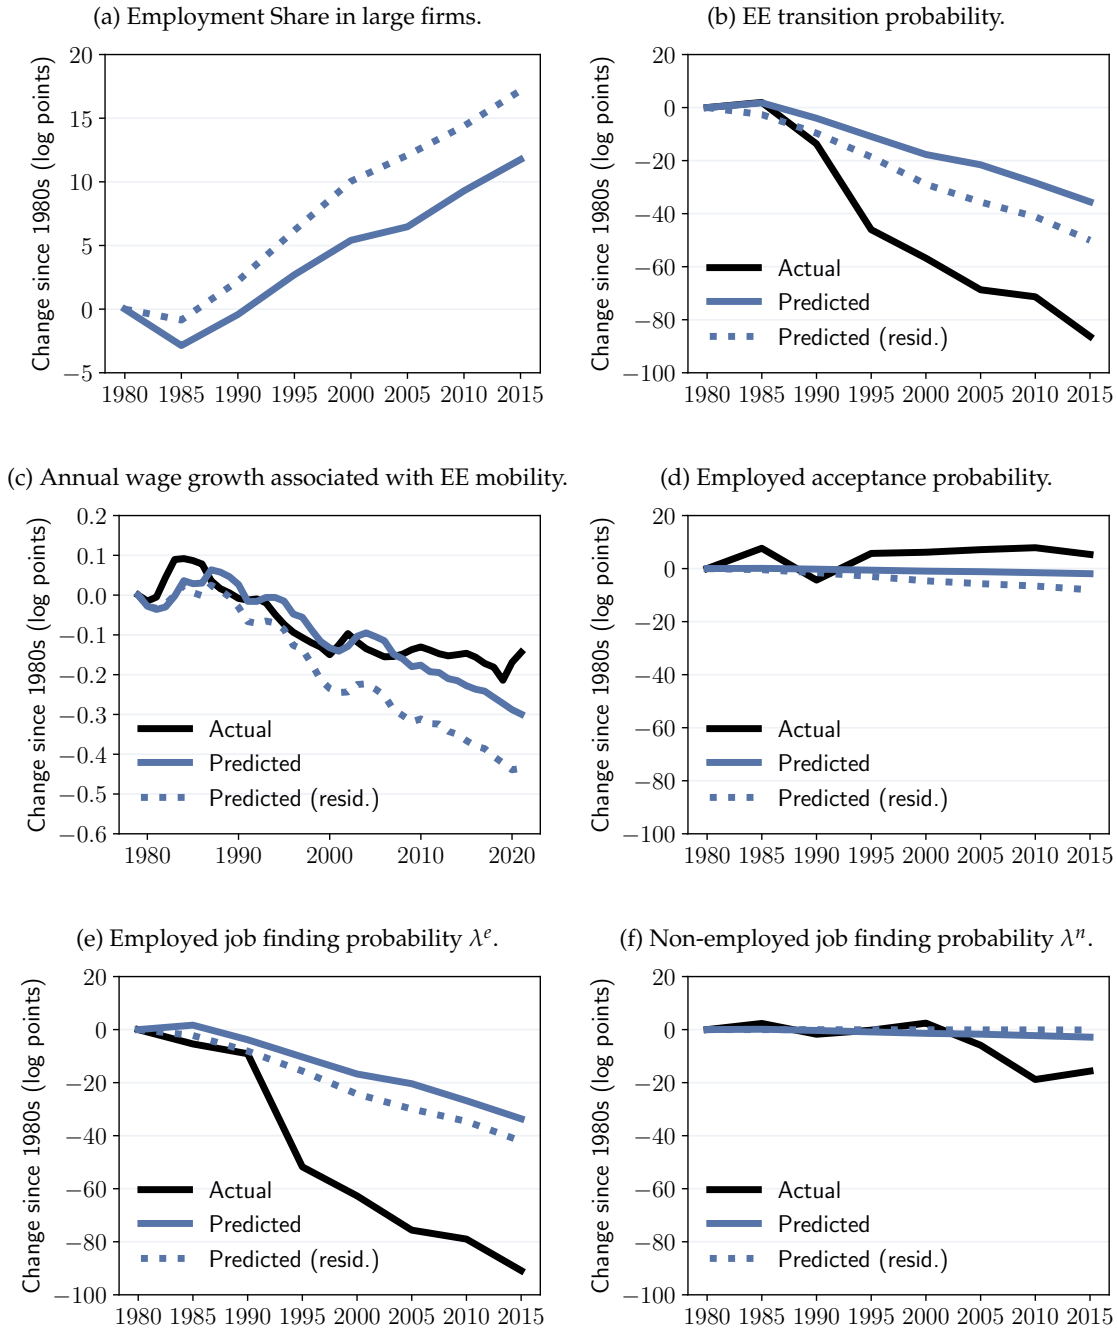 (a) Employment Share in large firms.
Change since 1980s (log points)
20
15
10
5
0
−5
1980 1985 1990 1995 2000 2005 2010 2015
(b) EE transition probability.
Change since 1980s (log points)
20
0
−20
−40
−60
−80
−100
Actual
Predicted
Predicted (resid.)
1980 1985 1990 1995 2000 2005 2010 2015
(c) Annual wage growth associated with EE mobility.
Change since 1980s (log points)
0.2
0.1
0.0
−0.1
−0.2
−0.3
−0.4
−0.5
−0.6
Actual
Predicted
Predicted (resid.)
1980 1990 2000 2010 2020
(d) Employed acceptance probability.
Change since 1980s (log points)
20
0
−20
−40
−60
−80
−100
Actual
Predicted
Predicted (resid.)
1980 1985 1990 1995 2000 2005 2010 2015
(e) Employed job finding probability λᵉ.
Change since 1980s (log points)
20
0
−20
−40
−60
−80
−100
Actual
Predicted
Predicted (resid.)
1980 1985 1990 1995 2000 2005 2010 2015
(f) Non-employed job finding probability λⁿ.
Change since 1980s (log points)
20
0
−20
−40
−60
−80
−100
Actual
Predicted
Predicted (resid.)
1980 1985 1990 1995 2000 2005 2010 2015